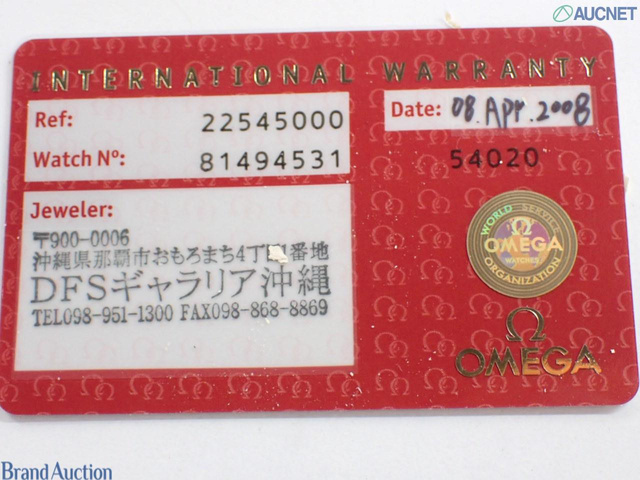 AUCNET
INTERNATIONAL WARRANTY
Ref: 22545000
Watch Nº: 81494531
Date: 08.Apr.2008
54020
Jeweler:
〒900-0006
沖縄県那覇市おもろまち4丁目番地
DFSギャラリア沖縄
TEL098-951-1300 FAX098-868-8869
WORLD SERVICE
OMEGA
WATCHES
ORGANIZATION
Ω
OMEGA
Brand Auction